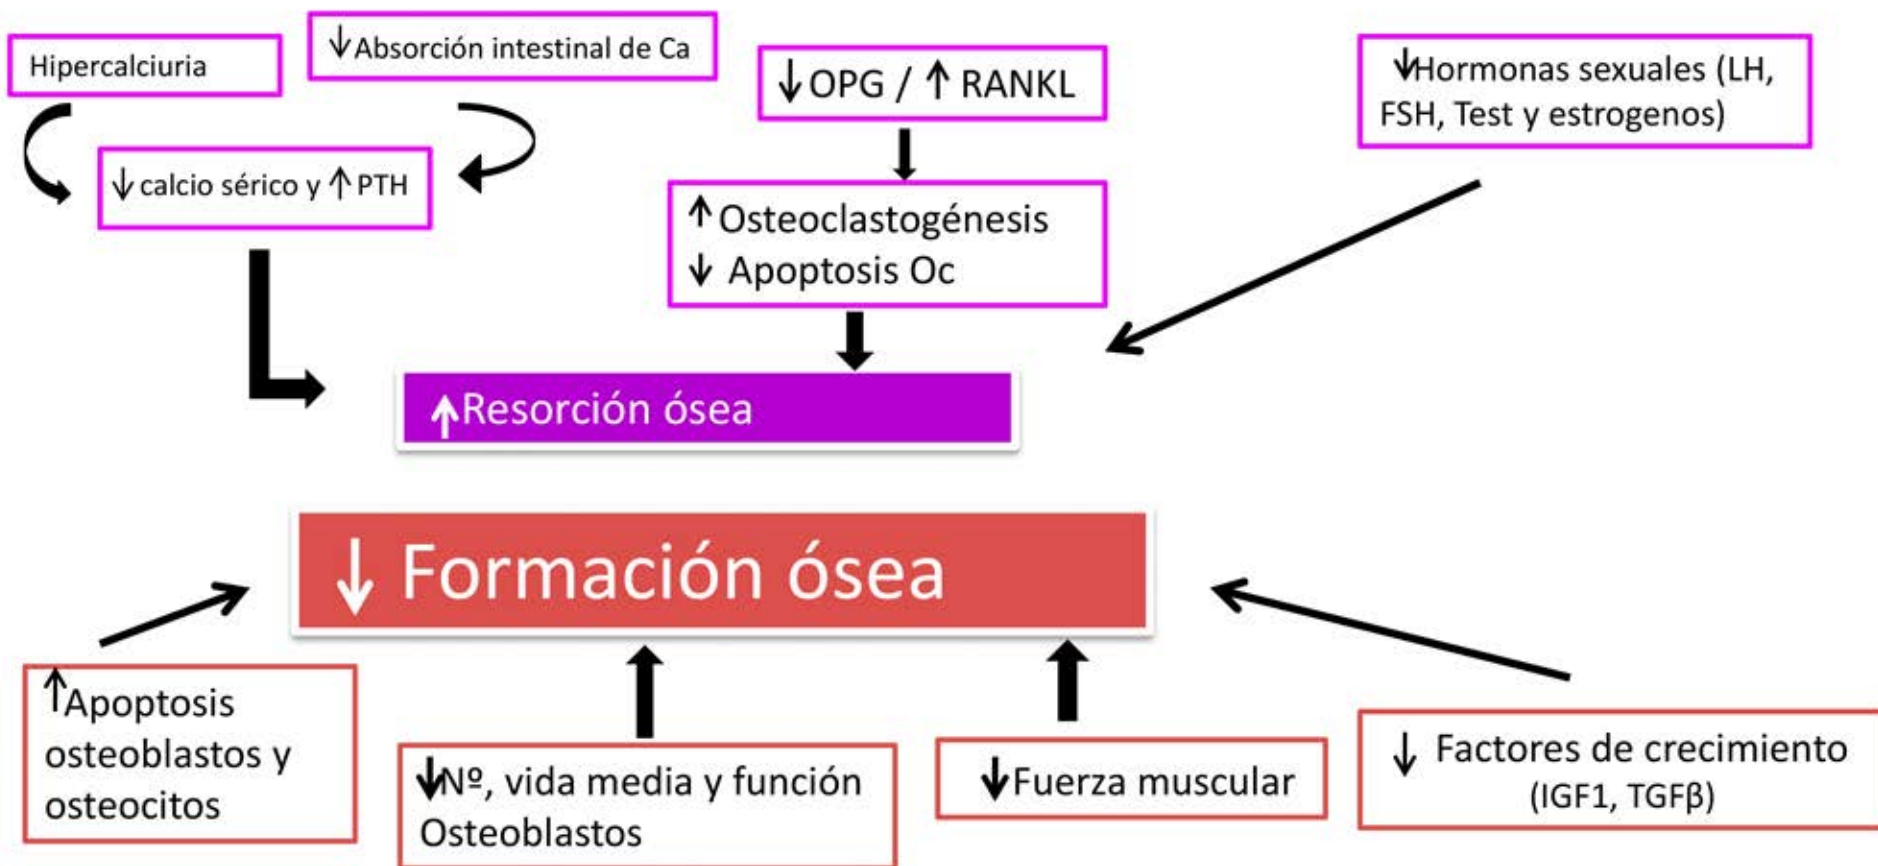 Hipercalciuria
↓Absorción intestinal de Ca
↓ calcio sérico y ↑ PTH
↓ OPG / ↑ RANKL
↑ Osteoclastogénesis
↓ Apoptosis Oc
↓Hormonas sexuales (LH,
FSH, Test y estrogenos)
↑Resorción ósea
↓ Formación ósea
↑Apoptosis
osteoblastos y
osteocitos
↓Nº, vida media y función
Osteoblastos
↓Fuerza muscular
↓ Factores de crecimiento
(IGF1, TGFβ)